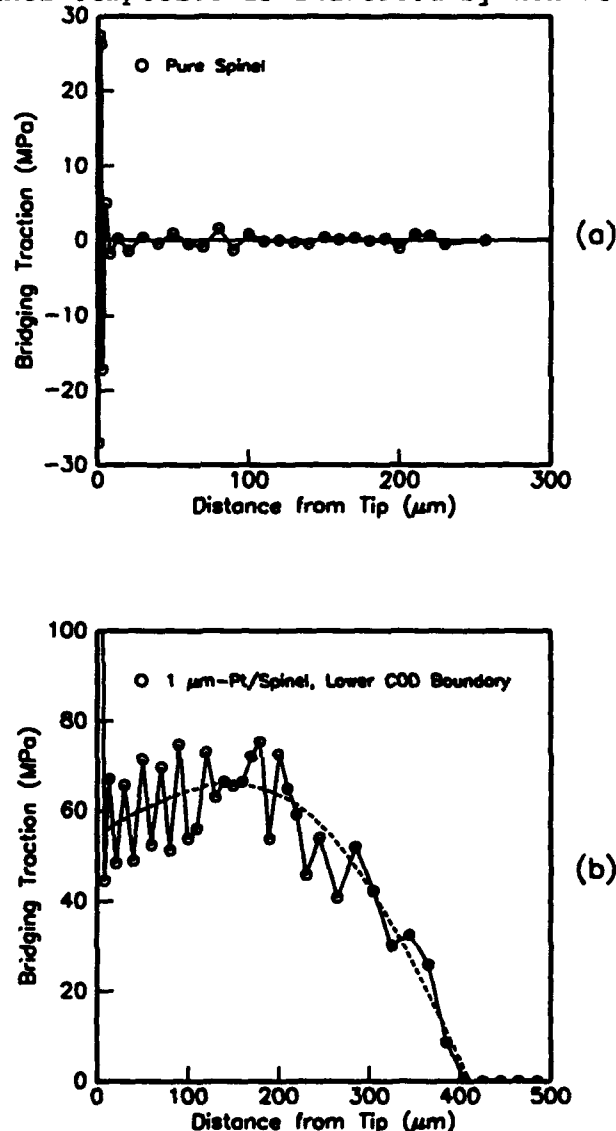 30
20
10
0
-10
-20
-30
Bridging Traction (MPa)
O Pure Spinel
(a)
0 100 200 300
Distance from Tip (μm)
100
80
60
40
20
0
Bridging Traction (MPa)
O 1 μm-Pt/Spinel, Lower COD Boundary
(b)
0 100 200 300 400 500
Distance from Tip (μm)